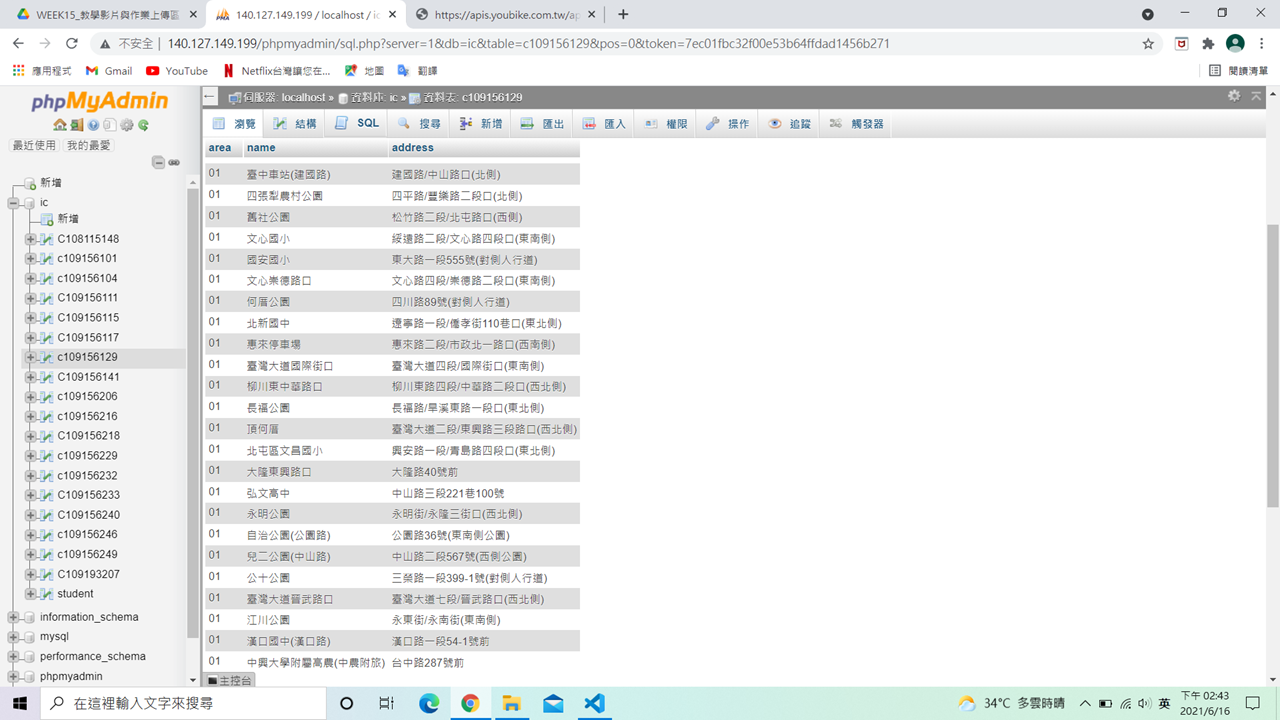 WEEK15_教學影片與作業上傳區
140.127.149.199 / localhost / ic
https://apis.youbike.com.tw/ap
不安全 | 140.127.149.199/phpmyadmin/sql.php?server=1&db=ic&table=c109156129&pos=0&token=7ec01fbc32f00e53b64ffdad1456b271
應用程式 Gmail YouTube Netflix台灣讓您在... 地圖 翻譯 閱讀清單
phpMyAdmin
最近使用 我的最愛
新增
ic
新增
C108115148
c109156101
c109156104
C109156111
C109156115
C109156117
c109156129
C109156141
c109156206
c109156216
C109156218
c109156229
c109156232
C109156233
C109156240
c109156246
c109156249
C109193207
student
information_schema
mysql
performance_schema
phpmyadmin
伺服器: localhost » 資料庫: ic » 資料表: c109156129
瀏覽 結構 SQL 搜尋 新增 匯出 匯入 權限 操作 追蹤 觸發器
area name address
01 臺中車站(建國路) 建國路/中山路口(北側)
01 四張犁農村公園 四平路/豐樂路二段口(北側)
01 舊社公園 松竹路二段/北屯路口(西側)
01 文心國小 綏遠路二段/文心路四段口(東南側)
01 國安國小 東大路一段555號(對側人行道)
01 文心崇德路口 文心路四段/崇德路二段口(東南側)
01 何厝公園 四川路89號(對側人行道)
01 北新國中 遼寧路一段/僑孝街110巷口(東北側)
01 惠來停車場 惠來路二段/市政北一路口(西南側)
01 臺灣大道國際街口 臺灣大道四段/國際街口(東南側)
01 柳川東中華路口 柳川東路四段/中華路二段口(西北側)
01 長福公園 長福路/旱溪東路一段口(東北側)
01 頂何厝 臺灣大道二段/東興路三段路口(西北側)
01 北屯區文昌國小 興安路一段/青島路四段口(東北側)
01 大隆東興路口 大隆路40號前
01 弘文高中 中山路三段221巷100號
01 永明公園 永明街/永隆三街口(西北側)
01 自治公園(公園路) 公園路36號(東南側公園)
01 兒二公園(中山路) 中山路二段567號(西側公園)
01 公十公園 三榮路一段399-1號(對側人行道)
01 臺灣大道晉武路口 臺灣大道七段/晉武路口(西北側)
01 江川公園 永東街/永南街(東南側)
01 漢口國中(漢口路) 漢口路一段54-1號前
01 中興大學附屬高農(中農附旅) 台中路287號前
主控台
在這裡輸入文字來搜尋
34°C 多雲時晴
英
下午 02:43
2021/6/16